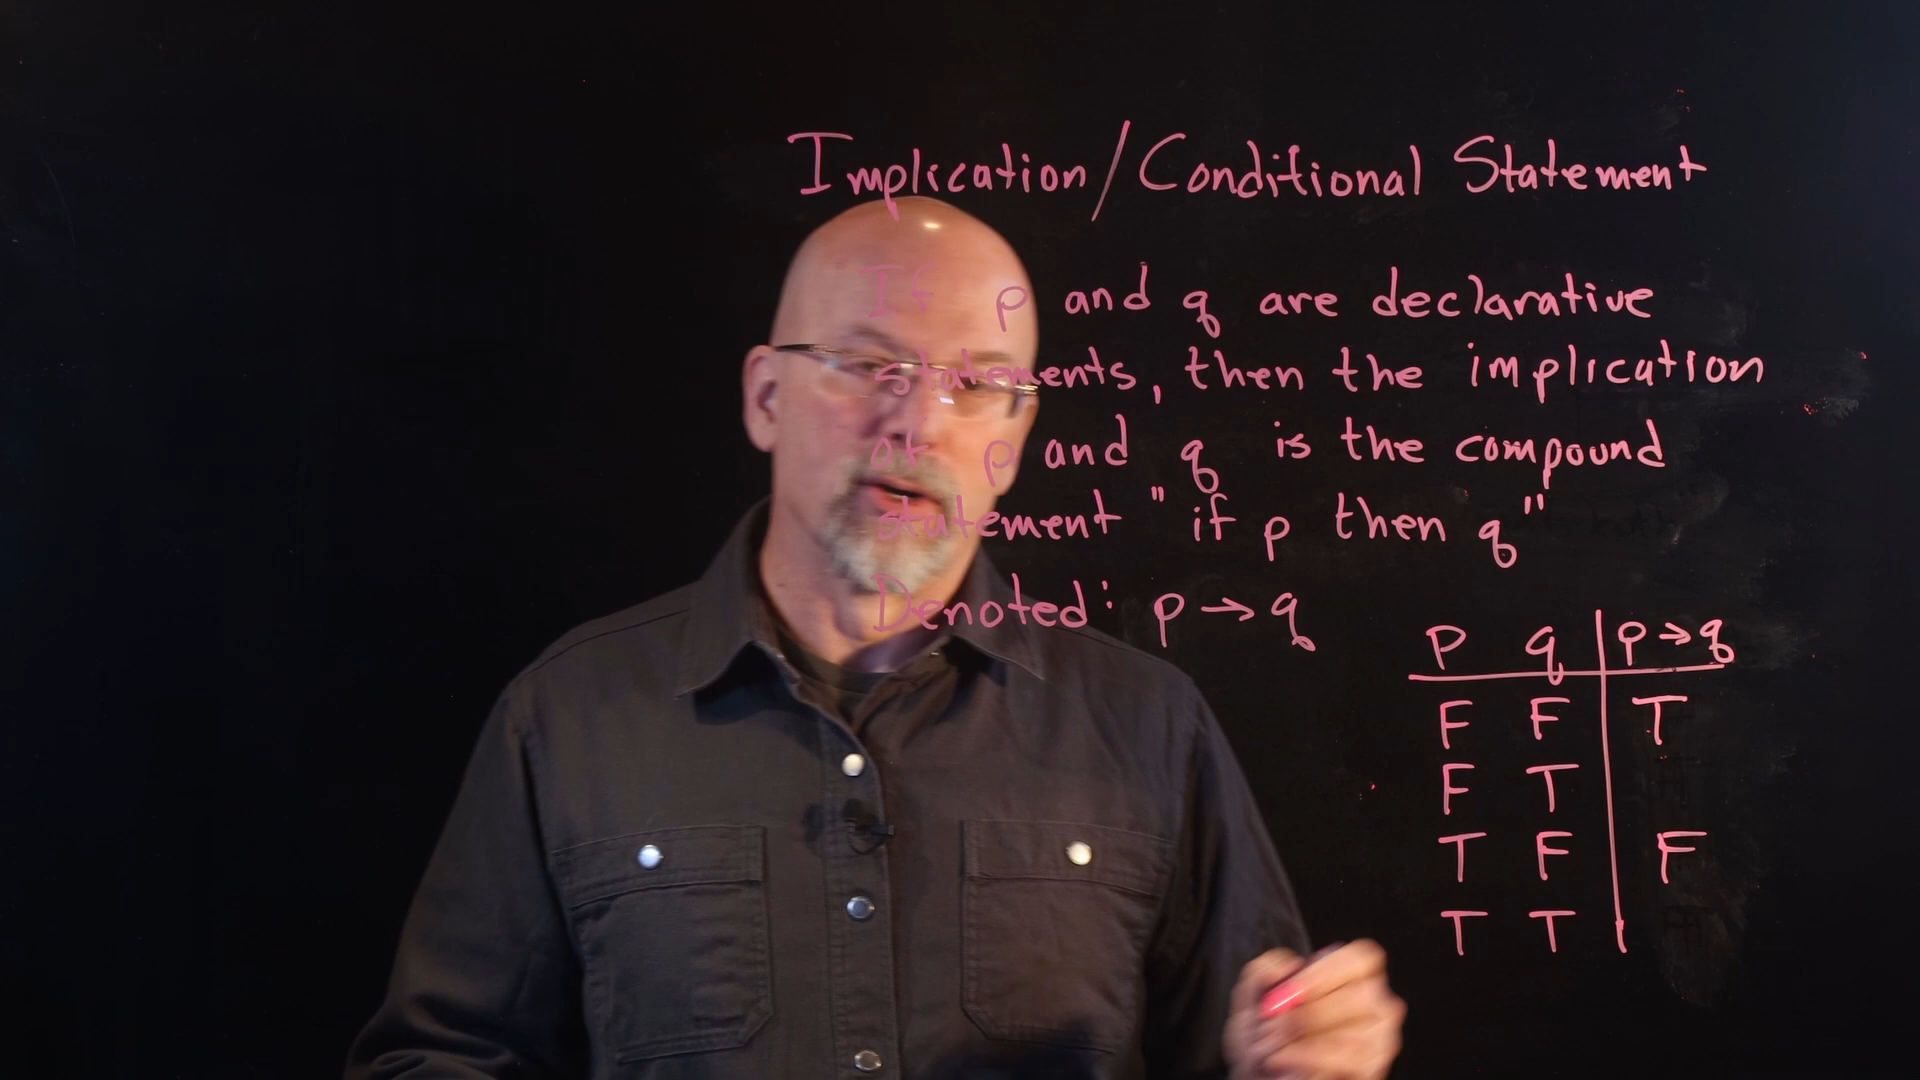 Implication/Conditional Statement
If p and q are declarative
statements, then the implication
of p and q is the compound
statement "if p then q"
Denoted: p → q
p q p → q
F F T
F T
T F F
T T